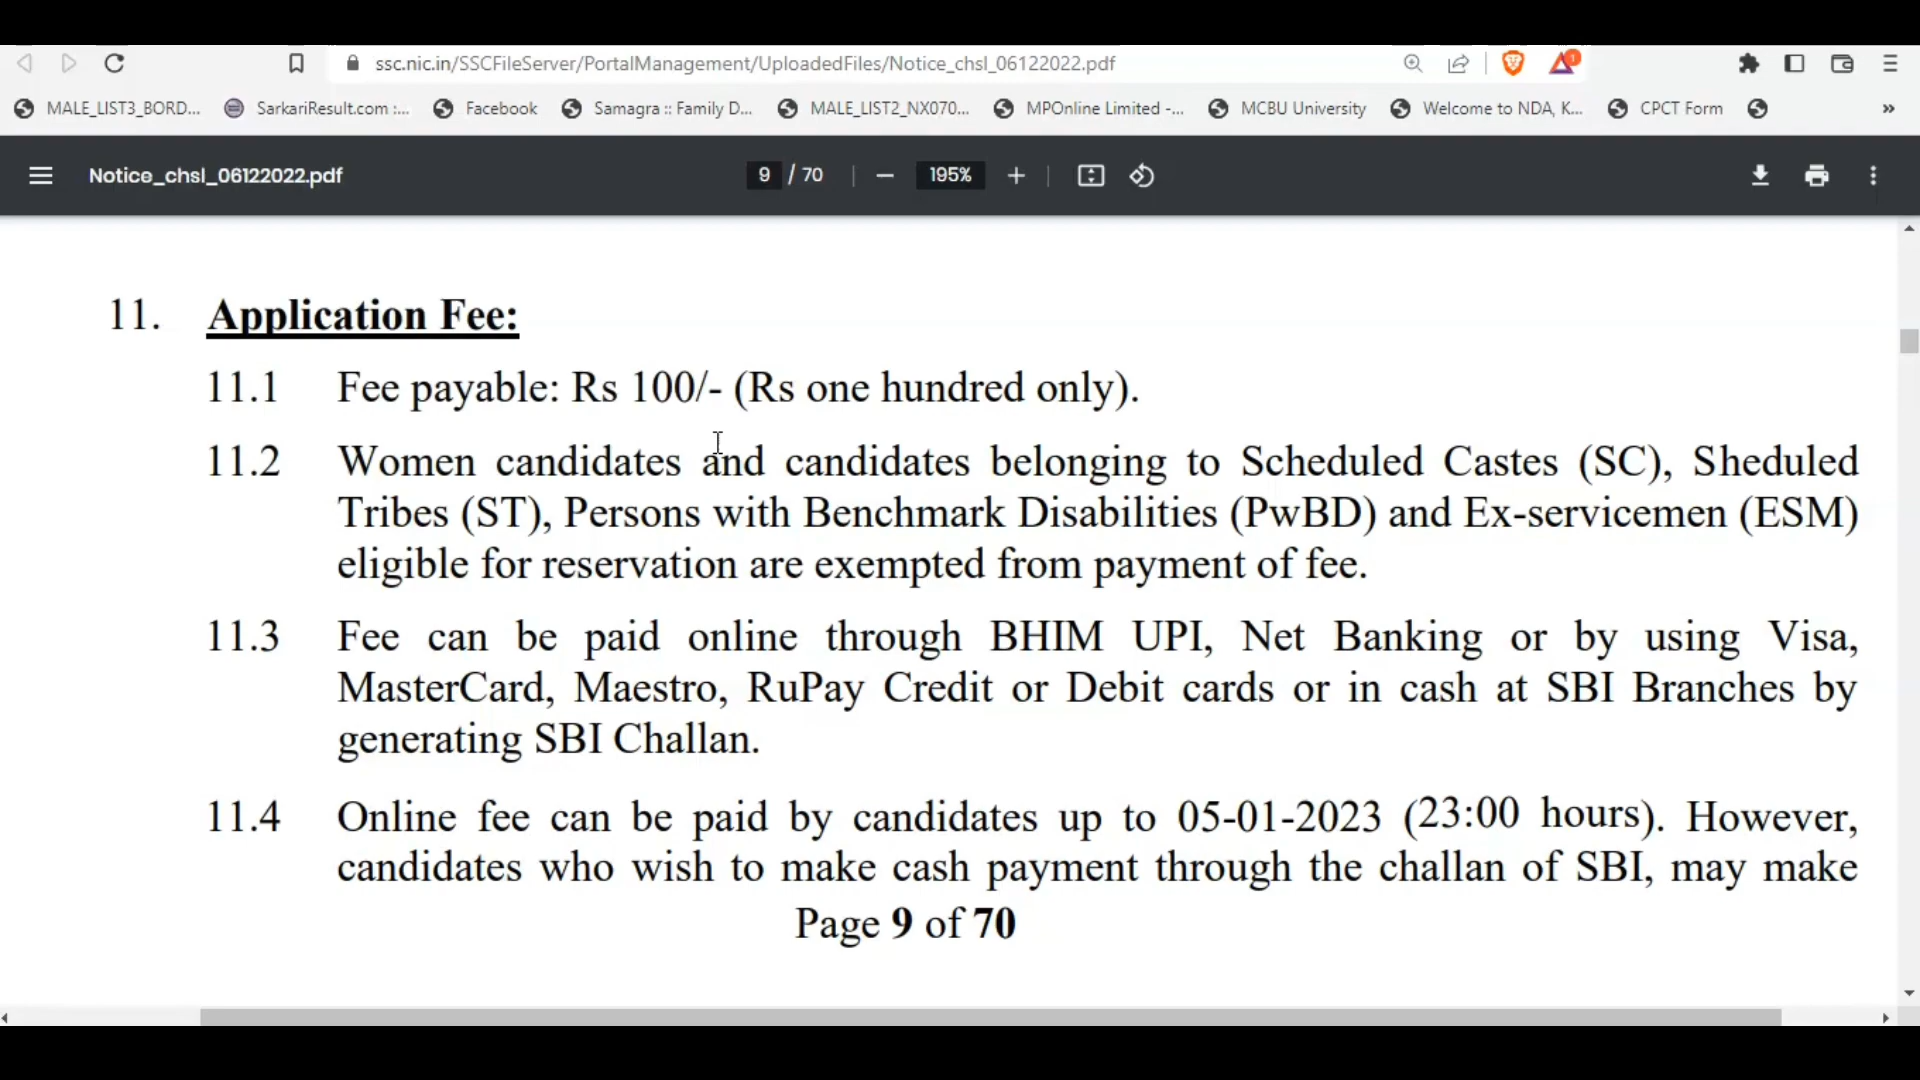 ssc.nic.in/SSCFileServer/PortalManagement/UploadedFiles/Notice_chsl_06122022.pdf
1
MALE_LIST3_BORD... SarkariResult.com :... Facebook Samagra :: Family D... MALE_LIST2_NX070... MPOnline Limited -... MCBU University Welcome to NDA, K... CPCT Form »
Notice_chsl_06122022.pdf 9 / 70 − 195% +
11. Application Fee:
11.1 Fee payable: Rs 100/- (Rs one hundred only).
11.2 Women candidates and candidates belonging to Scheduled Castes (SC), Sheduled
Tribes (ST), Persons with Benchmark Disabilities (PwBD) and Ex-servicemen (ESM)
eligible for reservation are exempted from payment of fee.
11.3 Fee can be paid online through BHIM UPI, Net Banking or by using Visa,
MasterCard, Maestro, RuPay Credit or Debit cards or in cash at SBI Branches by
generating SBI Challan.
11.4 Online fee can be paid by candidates up to 05-01-2023 (23:00 hours). However,
candidates who wish to make cash payment through the challan of SBI, may make
Page 9 of 70